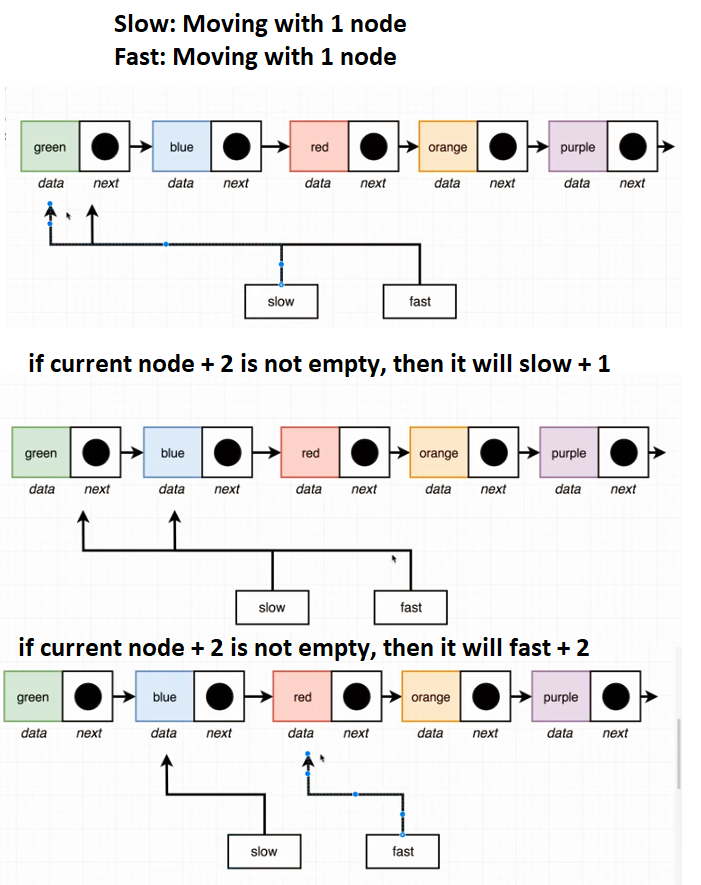 Slow: Moving with 1 node
Fast: Moving with 1 node
green blue red orange purple
data next data next data next data next data next
slow fast
if current node + 2 is not empty, then it will slow + 1
green blue red orange purple
data next data next data next data next data next
slow fast
if current node + 2 is not empty, then it will fast + 2
green blue red orange purple
data next data next data next data next data next
slow fast